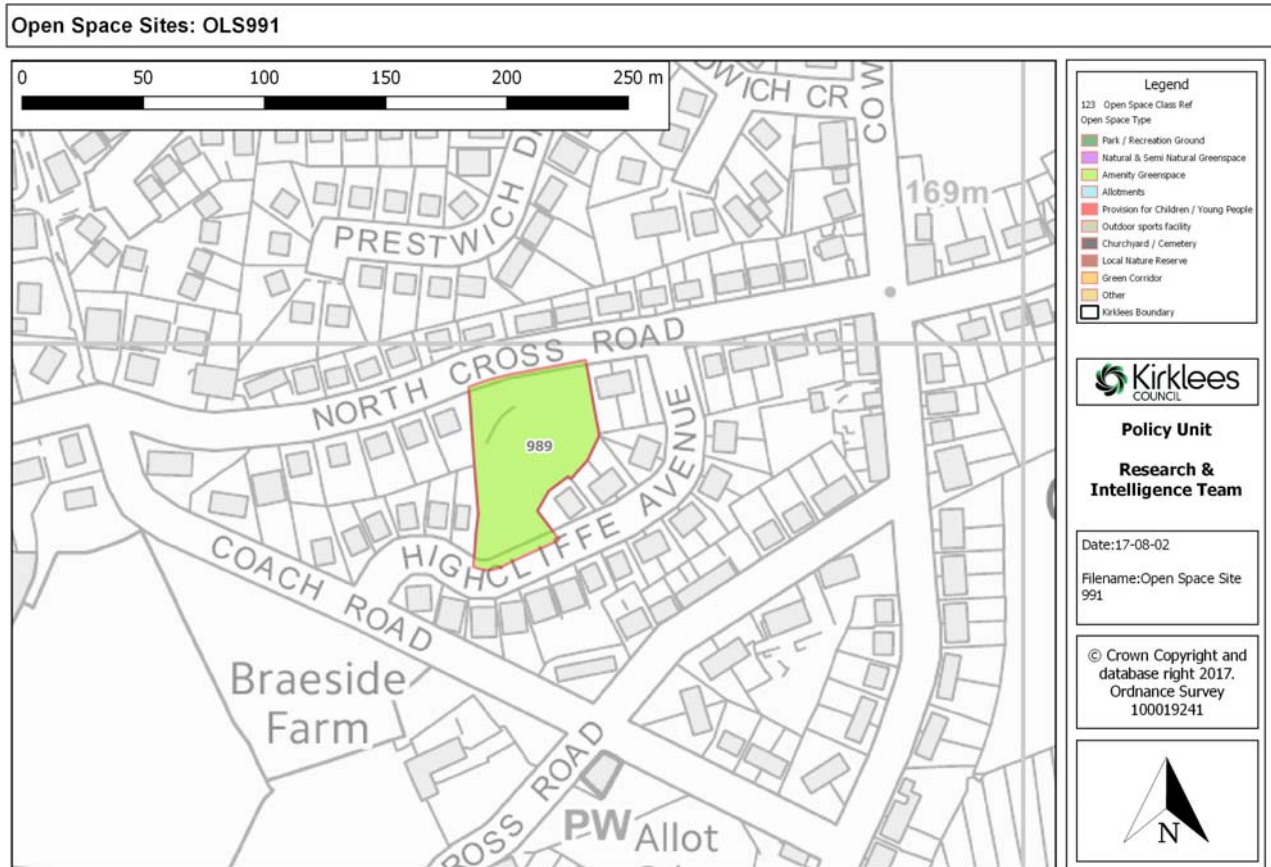 Open Space Sites: OLS991
0 50 100 150 200 250 m
OWICH CR
COW
169m
PRESTWICH
NORTH CROSS ROAD
989
HIGHCLIFFE AVENUE
COACH ROAD
Braeside
Farm
ROSS ROAD
PW
Allot
Legend
123 Open Space Class Ref
Open Space Type
Park / Recreation Ground
Natural & Semi Natural Greenspace
Amenity Greenspace
Allotments
Provision for Children / Young People
Outdoor sports facility
Churchyard / Cemetery
Local Nature Reserve
Green Corridor
Other
Kirklees Boundary
Kirklees
COUNCIL
Policy Unit
Research &
Intelligence Team
Date:17-08-02
Filename:Open Space Site
991
© Crown Copyright and
database right 2017.
Ordnance Survey
100019241
N